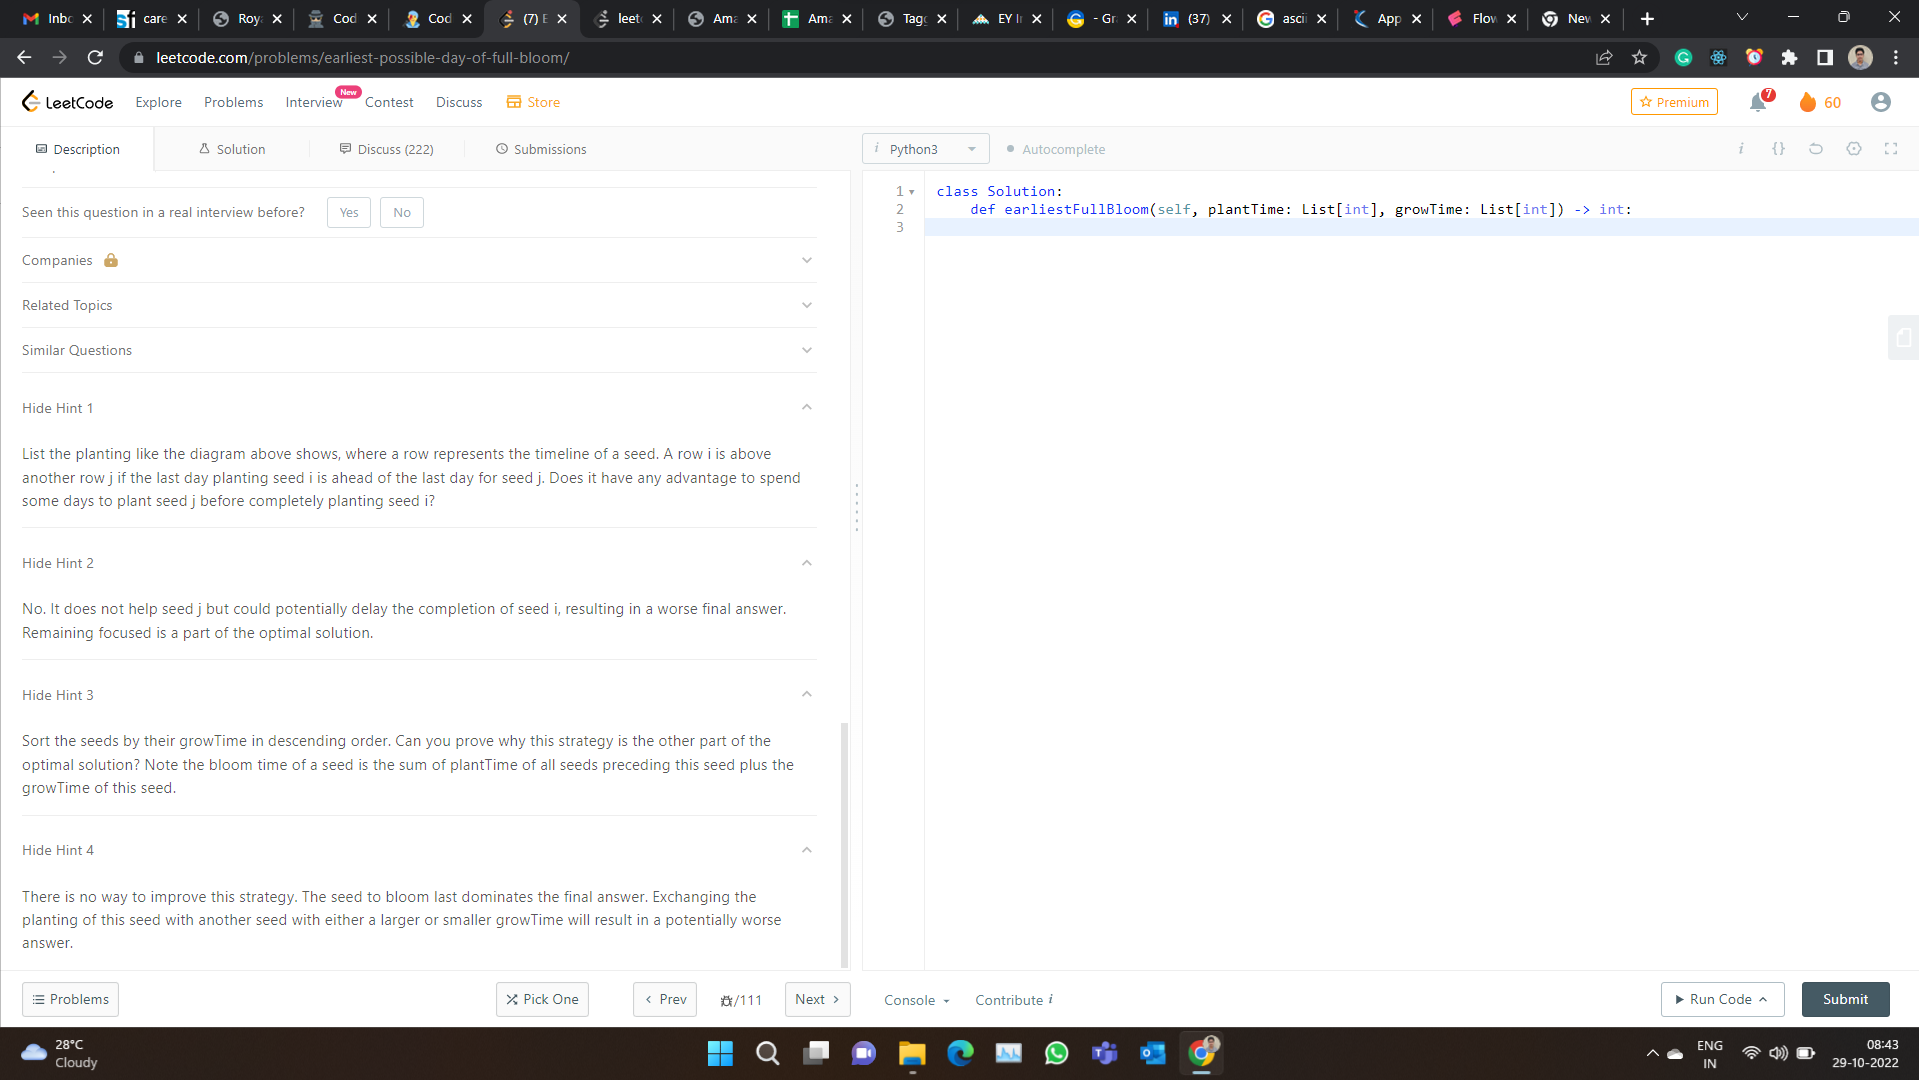 Inbc
care
Roy
Cod
Cod
(7) E
leet
Ama
Ama
Tag
EY I
- Gr
(37)
ascii
App
Flow
New
leetcode.com/problems/earliest-possible-day-of-full-bloom/
LeetCode
Explore
Problems
Interview
New
Contest
Discuss
Store
Premium
7
60
Description
Solution
Discuss (222)
Submissions
i Python3
Autocomplete
i {}
Seen this question in a real interview before?
Yes
No
Companies
Related Topics
Similar Questions
Hide Hint 1
List the planting like the diagram above shows, where a row represents the timeline of a seed. A row i is above
another row j if the last day planting seed i is ahead of the last day for seed j. Does it have any advantage to spend
some days to plant seed j before completely planting seed i?
Hide Hint 2
No. It does not help seed j but could potentially delay the completion of seed i, resulting in a worse final answer.
Remaining focused is a part of the optimal solution.
Hide Hint 3
Sort the seeds by their growTime in descending order. Can you prove why this strategy is the other part of the
optimal solution? Note the bloom time of a seed is the sum of plantTime of all seeds preceding this seed plus the
growTime of this seed.
Hide Hint 4
There is no way to improve this strategy. The seed to bloom last dominates the final answer. Exchanging the
planting of this seed with another seed with either a larger or smaller growTime will result in a potentially worse
answer.
1 class Solution:
2 def earliestFullBloom(self, plantTime: List[int], growTime: List[int]) -> int:
3
Problems
Pick One
Prev
/111
Next
Console
Contribute i
Run Code
Submit
28°C
Cloudy
ENG
IN
08:43
29-10-2022